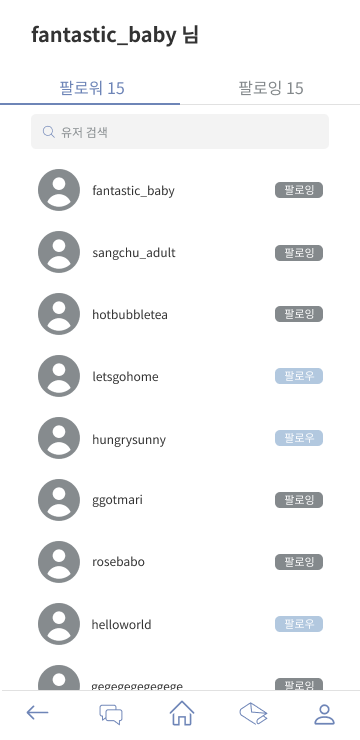 fantastic_baby 님
팔로워 15
팔로잉 15
유저 검색
fantastic_baby
팔로잉
sangchu_adult
팔로잉
hotbubbletea
팔로잉
letsgohome
팔로우
hungrysunny
팔로우
ggotmari
팔로잉
rosebabo
팔로잉
helloworld
팔로우
gegegegegegege
팔로잉